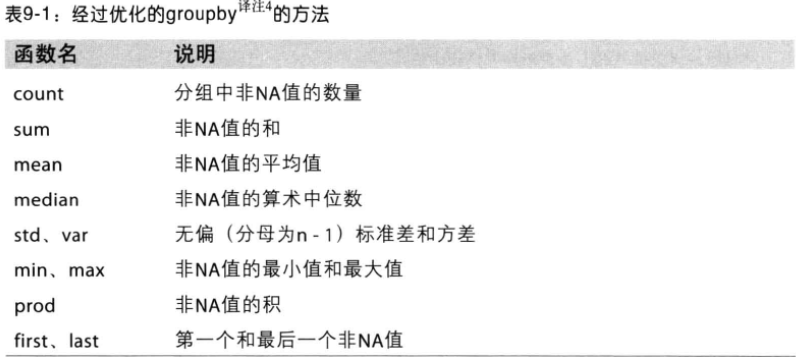 表9-1：经过优化的groupby译注4的方法
函数名 说明
count 分组中非NA值的数量
sum 非NA值的和
mean 非NA值的平均值
median 非NA值的算术中位数
std、var 无偏（分母为n - 1）标准差和方差
min、max 非NA值的最小值和最大值
prod 非NA值的积
first、last 第一个和最后一个非NA值